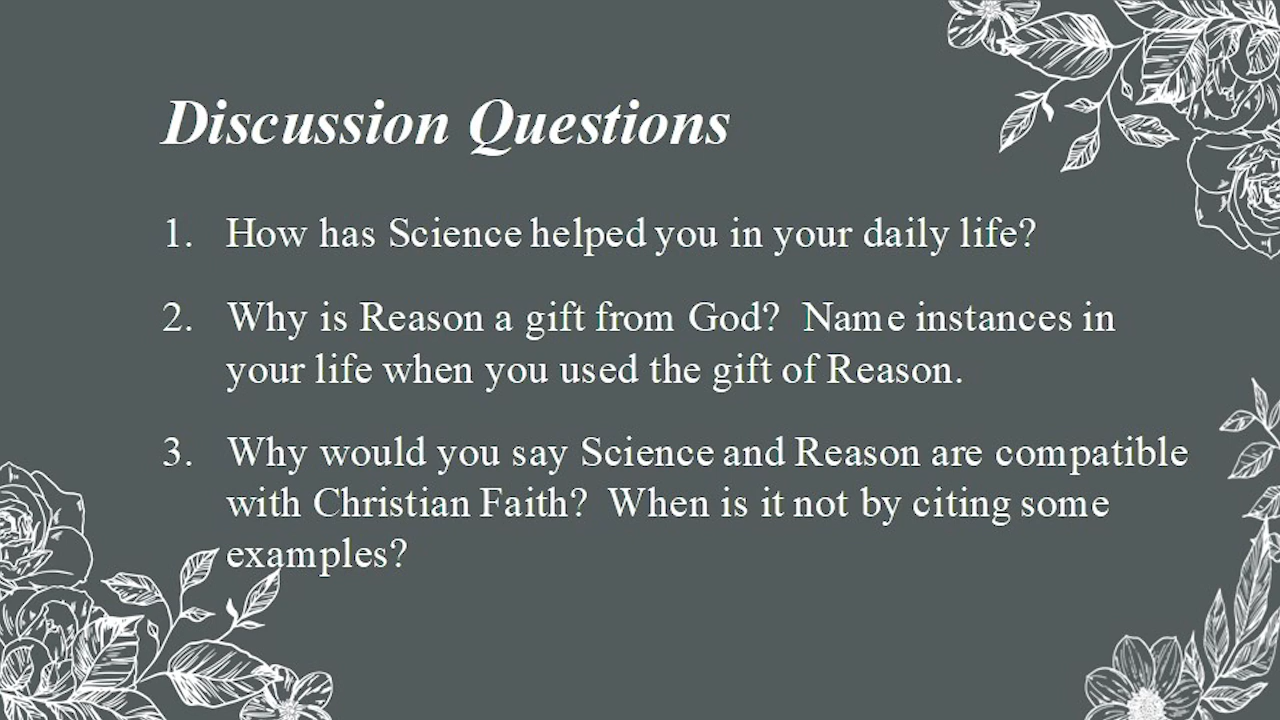 Discussion Questions
1. How has Science helped you in your daily life?
2. Why is Reason a gift from God? Name instances in
your life when you used the gift of Reason.
3. Why would you say Science and Reason are compatible
with Christian Faith? When is it not by citing some
examples?